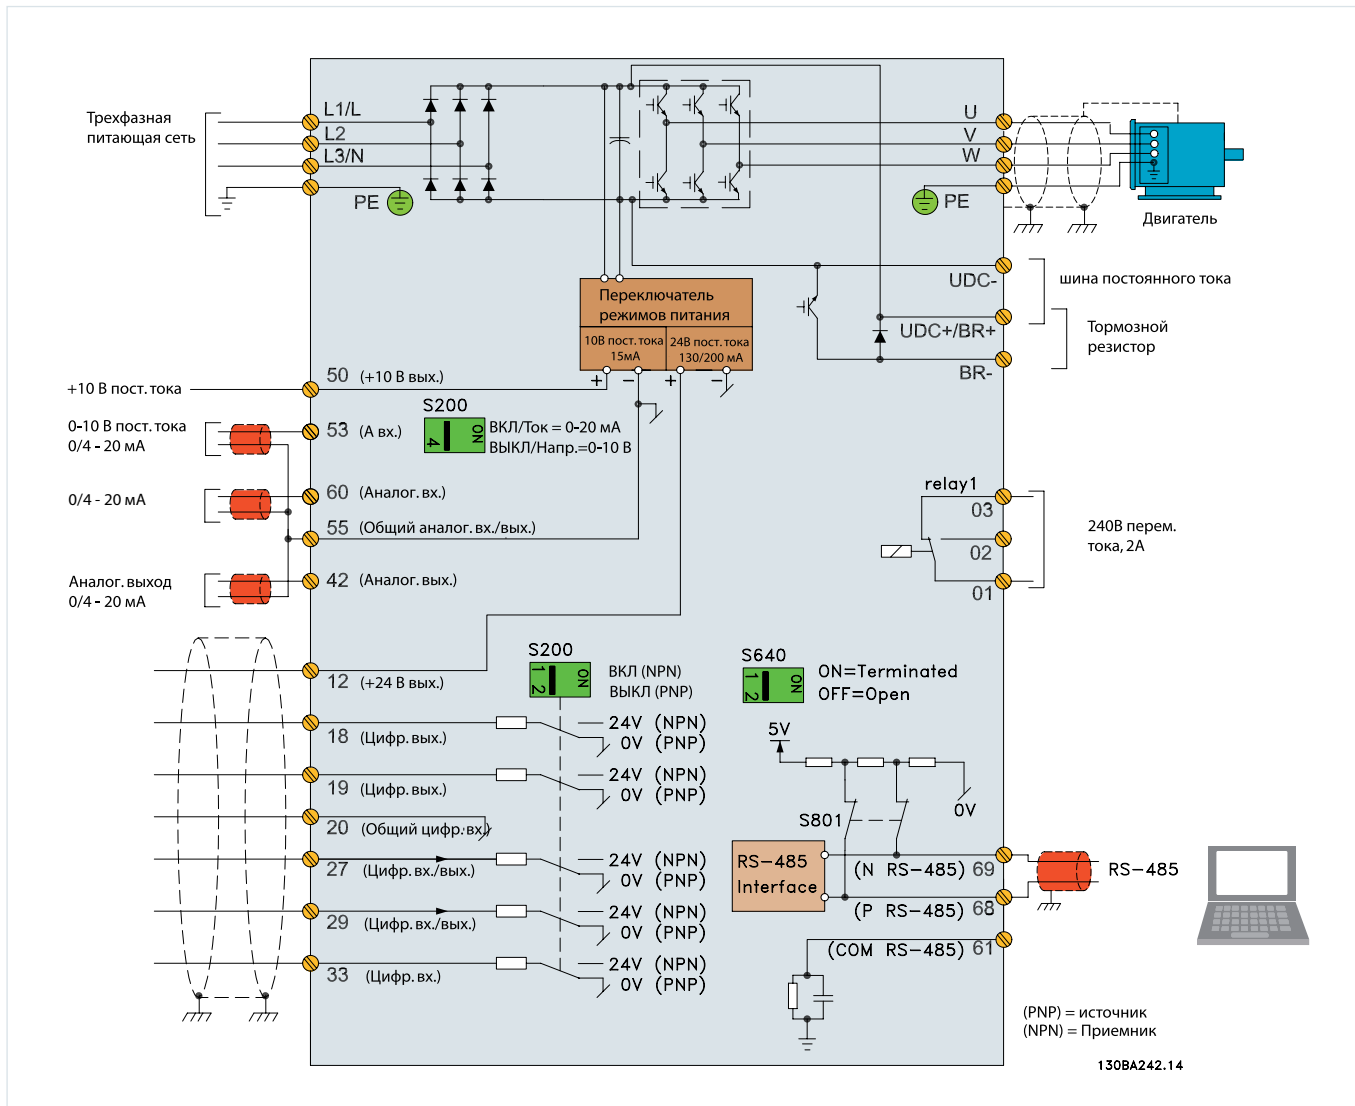 Трехфазная
питающая сеть
L1/L
L2
L3/N
PE
U
V
W
PE
Двигатель
UDC-
шина постоянного тока
UDC+/BR+
Тормозной
резистор
BR-
Переключатель
режимов питания
10В пост. тока
15мА
24В пост. тока
130/200 мА
+ − + −
+10 В пост. тока
50 (+10 В вых.)
0-10 В пост. тока
0/4 - 20 мА
53 (А вх.)
S200
ON
4
ВКЛ/Ток = 0-20 мА
ВЫКЛ/Напр.=0-10 В
0/4 - 20 мА
60 (Аналог. вх.)
55 (Общий аналог. вх./вых.)
Аналог. выход
0/4 - 20 мА
42 (Аналог. вых.)
relay1
03
02
01
240В перем.
тока, 2А
12 (+24 В вых.)
S200
ON
1 2
ВКЛ (NPN)
ВЫКЛ (PNP)
18 (Цифр. вых.)
24V (NPN)
0V (PNP)
19 (Цифр. вых.)
24V (NPN)
0V (PNP)
20 (Общий цифр. вх.)
27 (Цифр. вх./вых.)
24V (NPN)
0V (PNP)
29 (Цифр. вх./вых.)
24V (NPN)
0V (PNP)
33 (Цифр. вх.)
24V (NPN)
0V (PNP)
S640
ON
1 2
ON=Terminated
OFF=Open
5V
0V
S801
RS-485
Interface
(N RS-485) 69
(P RS-485) 68
(COM RS-485) 61
RS-485
(PNP) = источник
(NPN) = Приемник
130BA242.14